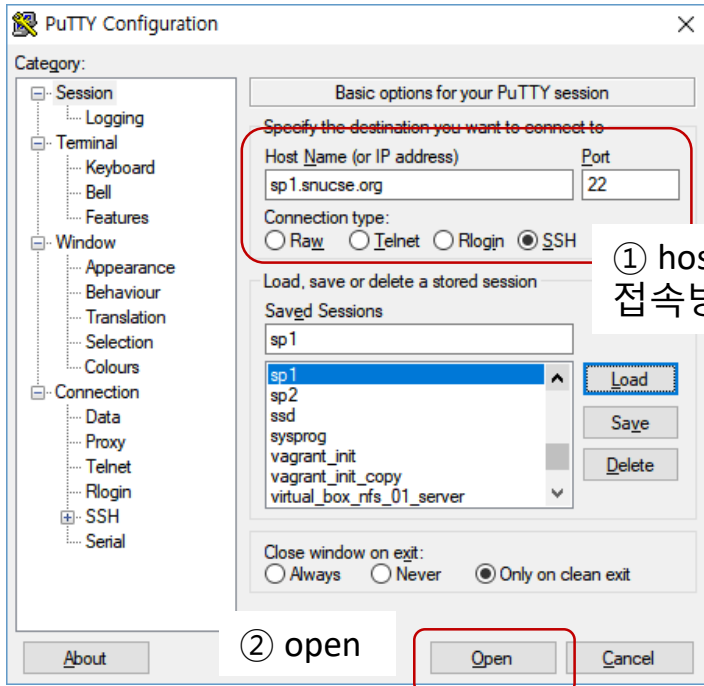 PuTTY Configuration
Category:
Session
Logging
Terminal
Keyboard
Bell
Features
Window
Appearance
Behaviour
Translation
Selection
Colours
Connection
Data
Proxy
Telnet
Rlogin
SSH
Serial
Basic options for your PuTTY session
Specify the destination you want to connect to
Host Name (or IP address) Port
sp1.snucse.org 22
Connection type:
Raw Telnet Rlogin SSH
①
Load, save or delete a stored session
Saved Sessions
sp1
sp1
sp2
ssd
sysprog
vagrant_init
vagrant_init_copy
virtual_box_nfs_01_server
Load
Save
Delete
Close window on exit:
Always Never Only on clean exit
② open
About Open Cancel